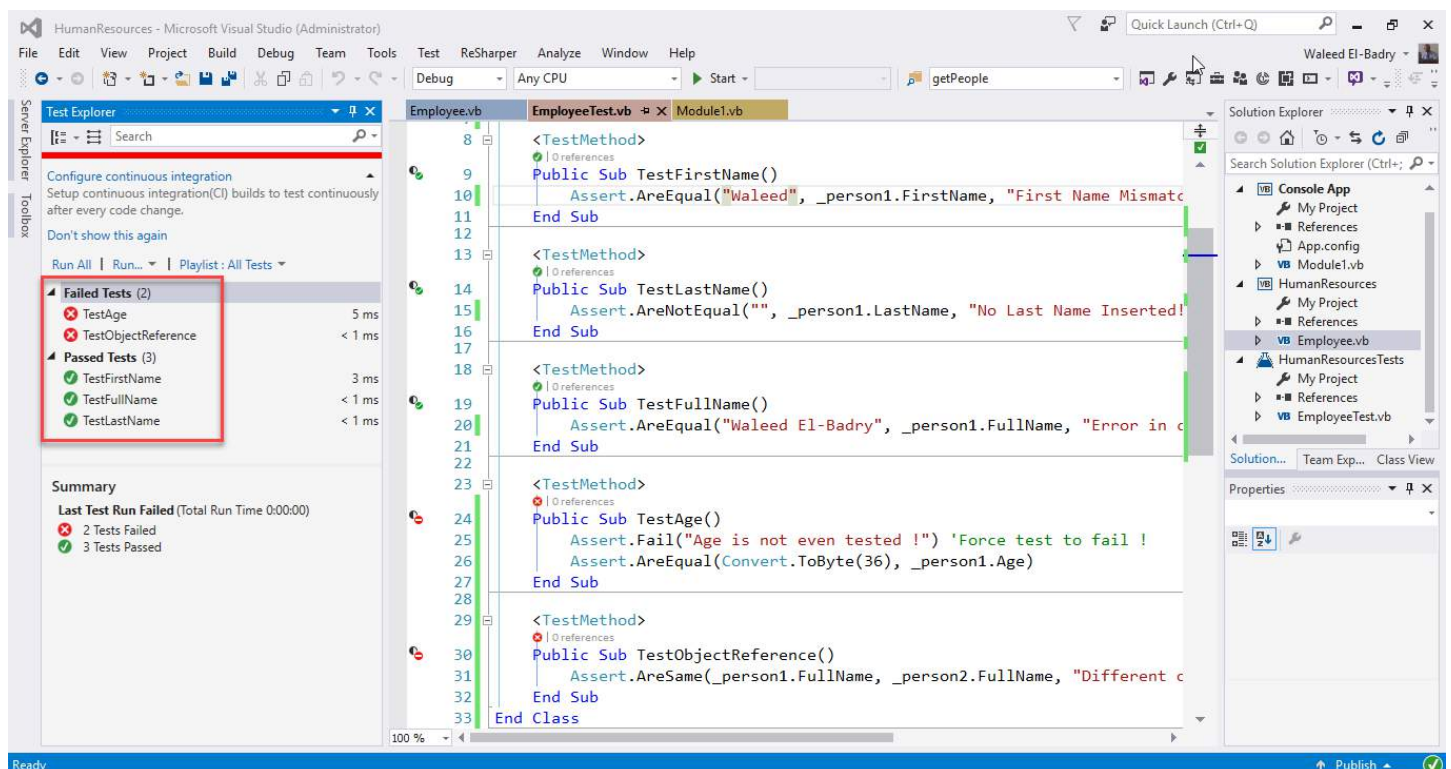 HumanResources - Microsoft Visual Studio (Administrator)
Quick Launch (Ctrl+Q)
File Edit View Project Build Debug Team Tools Test ReSharper Analyze Window Help
Waleed El-Badry
Debug Any CPU Start getPeople
Server Explorer
Toolbox
Test Explorer
Search
Configure continuous integration
Setup continuous integration(CI) builds to test continuously
after every code change.
Don't show this again
Run All | Run... | Playlist : All Tests
Failed Tests (2)
TestAge 5 ms
TestObjectReference < 1 ms
Passed Tests (3)
TestFirstName 3 ms
TestFullName < 1 ms
TestLastName < 1 ms
Summary
Last Test Run Failed (Total Run Time 0:00:00)
2 Tests Failed
3 Tests Passed
Employee.vb EmployeeTest.vb Module1.vb
8 <TestMethod>
0 references
9 Public Sub TestFirstName()
10 Assert.AreEqual("Waleed", _person1.FirstName, "First Name Mismatc
11 End Sub
12
13 <TestMethod>
0 references
14 Public Sub TestLastName()
15 Assert.AreNotEqual("", _person1.LastName, "No Last Name Inserted!
16 End Sub
17
18 <TestMethod>
0 references
19 Public Sub TestFullName()
20 Assert.AreEqual("Waleed El-Badry", _person1.FullName, "Error in c
21 End Sub
22
23 <TestMethod>
0 references
24 Public Sub TestAge()
25 Assert.Fail("Age is not even tested !") 'Force test to fail !
26 Assert.AreEqual(Convert.ToByte(36), _person1.Age)
27 End Sub
28
29 <TestMethod>
0 references
30 Public Sub TestObjectReference()
31 Assert.AreSame(_person1.FullName, _person2.FullName, "Different c
32 End Sub
33 End Class
100 %
Solution Explorer
Search Solution Explorer (Ctrl+;
VB Console App
My Project
References
App.config
VB Module1.vb
VB HumanResources
My Project
References
VB Employee.vb
HumanResourcesTests
My Project
References
VB EmployeeTest.vb
Solution... Team Exp... Class View
Properties
Ready
Publish